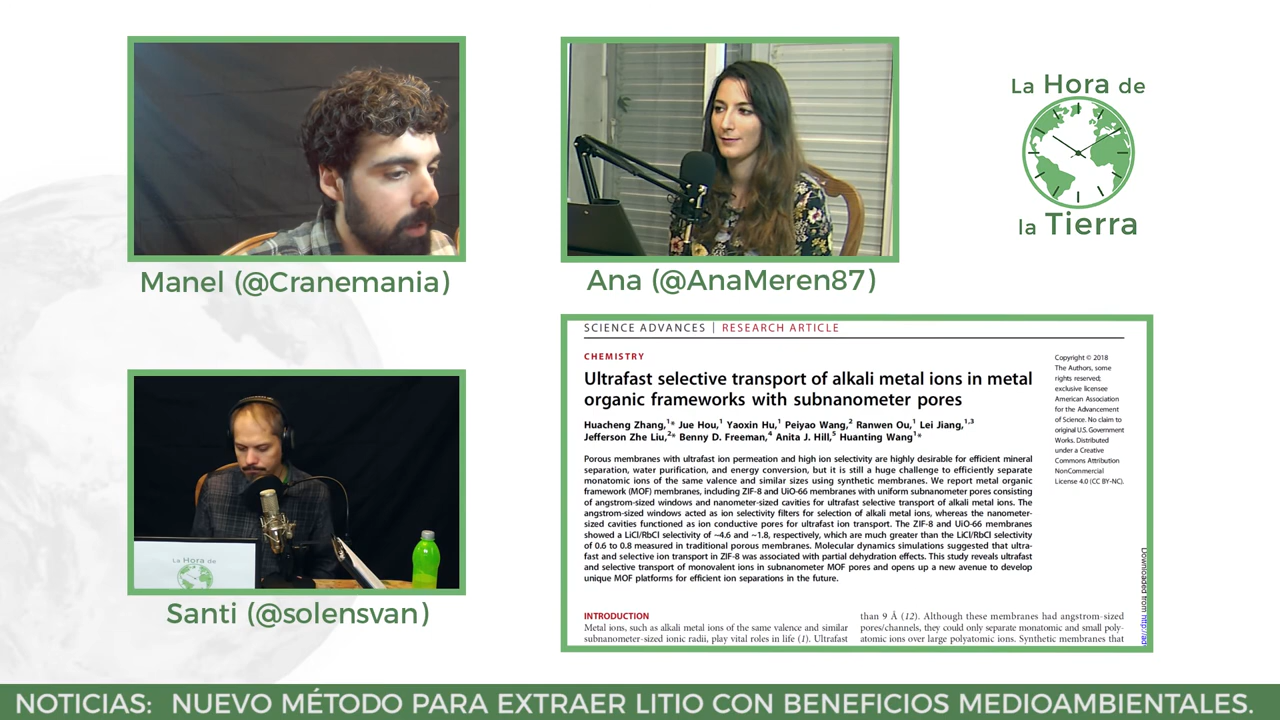 La Hora de
la Tierra
Manel (@Cranemania)
Ana (@AnaMeren87)
La Hora de
Santi (@solensvan)
SCIENCE ADVANCES | RESEARCH ARTICLE
CHEMISTRY
Ultrafast selective transport of alkali metal ions in metal
organic frameworks with subnanometer pores
Huacheng Zhang,1* Jue Hou,1 Yaoxin Hu,1 Peiyao Wang,2 Ranwen Ou,1 Lei Jiang,1,3
Jefferson Zhe Liu,2* Benny D. Freeman,4 Anita J. Hill,5 Huanting Wang1*
Porous membranes with ultrafast ion permeation and high ion selectivity are highly desirable for efficient mineral
separation, water purification, and energy conversion, but it is still a huge challenge to efficiently separate
monatomic ions of the same valence and similar sizes using synthetic membranes. We report metal organic
framework (MOF) membranes, including ZIF-8 and UiO-66 membranes with uniform subnanometer pores consisting
of angstrom-sized windows and nanometer-sized cavities for ultrafast selective transport of alkali metal ions. The
angstrom-sized windows acted as ion selectivity filters for selection of alkali metal ions, whereas the nanometer-
sized cavities functioned as ion conductive pores for ultrafast ion transport. The ZIF-8 and UiO-66 membranes
showed a LiCl/RbCl selectivity of ~4.6 and ~1.8, respectively, which are much greater than the LiCl/RbCl selectivity
of 0.6 to 0.8 measured in traditional porous membranes. Molecular dynamics simulations suggested that ultra-
fast and selective ion transport in ZIF-8 was associated with partial dehydration effects. This study reveals ultrafast
and selective transport of monovalent ions in subnanometer MOF pores and opens up a new avenue to develop
unique MOF platforms for efficient ion separations in the future.
Copyright © 2018
The Authors, some
rights reserved;
exclusive licensee
American Association
for the Advancement
of Science. No claim to
original U.S. Government
Works. Distributed
under a Creative
Commons Attribution
NonCommercial
License 4.0 (CC BY-NC).
INTRODUCTION
Metal ions, such as alkali metal ions of the same valence and similar
subnanometer-sized ionic radii, play vital roles in life (1). Ultrafast
than 9 Å (12). Although these membranes had angstrom-sized
pores/channels, they could only separate monatomic and small poly-
atomic ions over large polyatomic ions. Synthetic membranes that
Downloaded from http://ad
NOTICIAS: NUEVO MÉTODO PARA EXTRAER LITIO CON BENEFICIOS MEDIOAMBIENTALES.